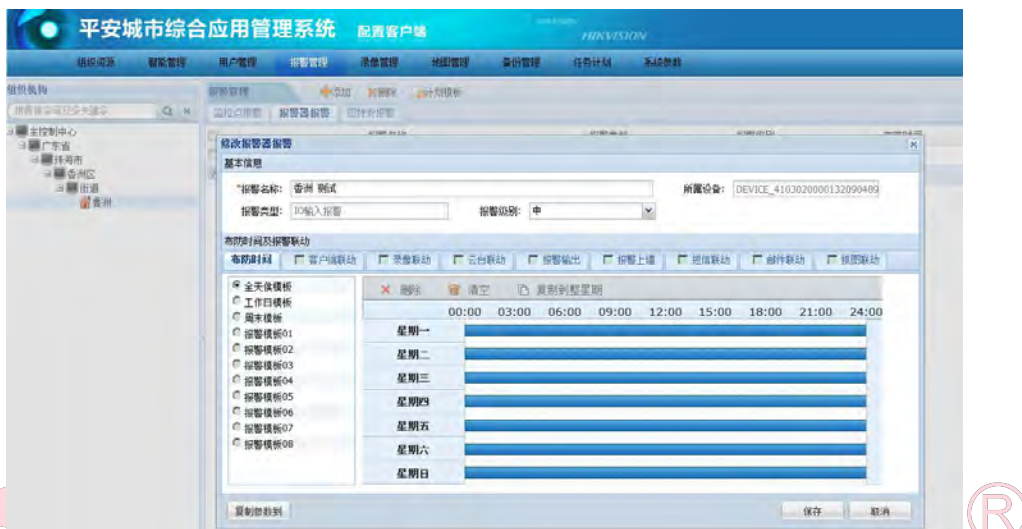 平安城市综合应用管理系统 配置客户端
HIKVISION
组织资源 智能管理 用户管理 报警管理 录像管理 地图管理 备份管理 任务计划 系统参数
组织机构 报警管理 添加 删除 计划模板
监控点报警 报警器报警
主控制中心
广东省
珠海市
香洲区
街道
香州
修改报警器报警
基本信息
*报警名称: 香洲 测试 所属设备: DEVICE_4103020000132090489
报警类型: IO输入报警 报警级别: 中
布防时间及报警联动
布防时间 客户端联动 录像联动 云台联动 报警输出 报警上墙 短信联动 邮件联动 抓图联动
全天候模板 删除 清空 复制到整星期
工作日模板
周末模板
00:00 03:00 06:00 09:00 12:00 15:00 18:00 21:00 24:00
报警模板01
报警模板02
报警模板03
报警模板04
报警模板05
报警模板06
报警模板07
报警模板08
星期一
星期二
星期三
星期四
星期五
星期六
星期日
复制参数到 保存 取消
®